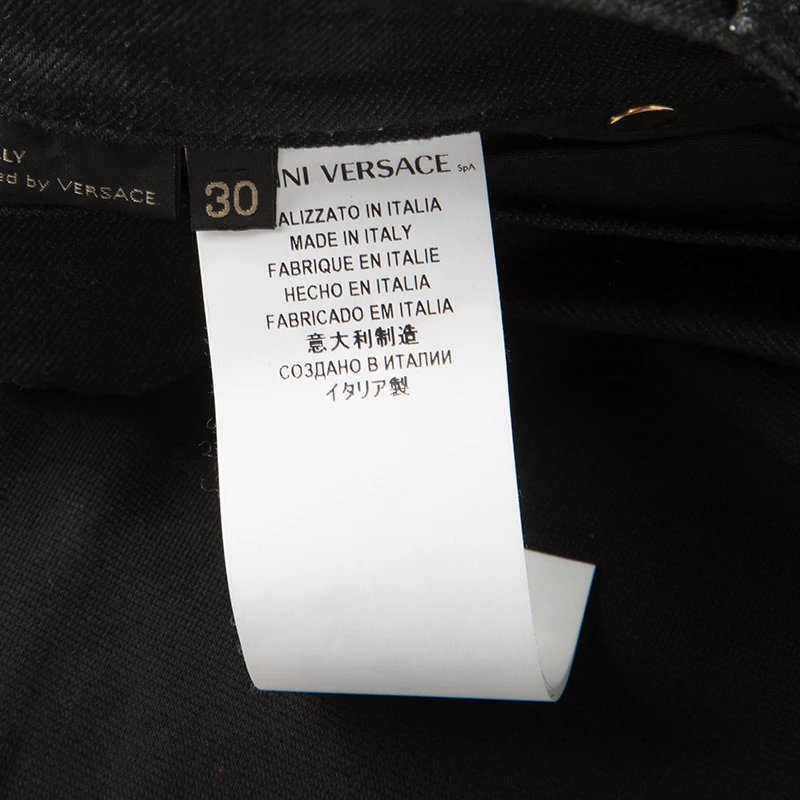 LLY
ed by VERSACE
30
NI VERSACE SpA
ALIZZATO IN ITALIA
MADE IN ITALY
FABRIQUE EN ITALIE
HECHO EN ITALIA
FABRICADO EM ITALIA
意大利制造
СОЗДАНО В ИТАЛИИ
イタリア製